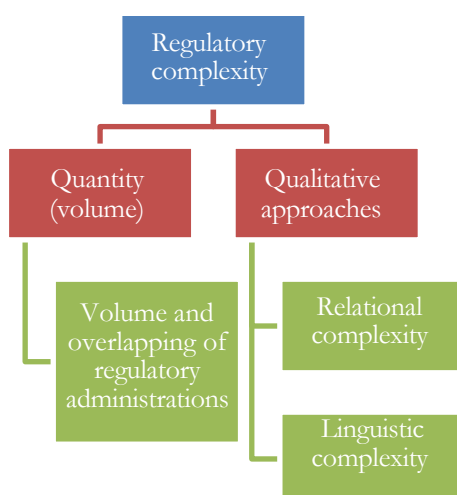 Regulatory
complexity
Quantity
(volume)
Qualitative
approaches
Volume and
overlapping of
regulatory
administrations
Relational
complexity
Linguistic
complexity